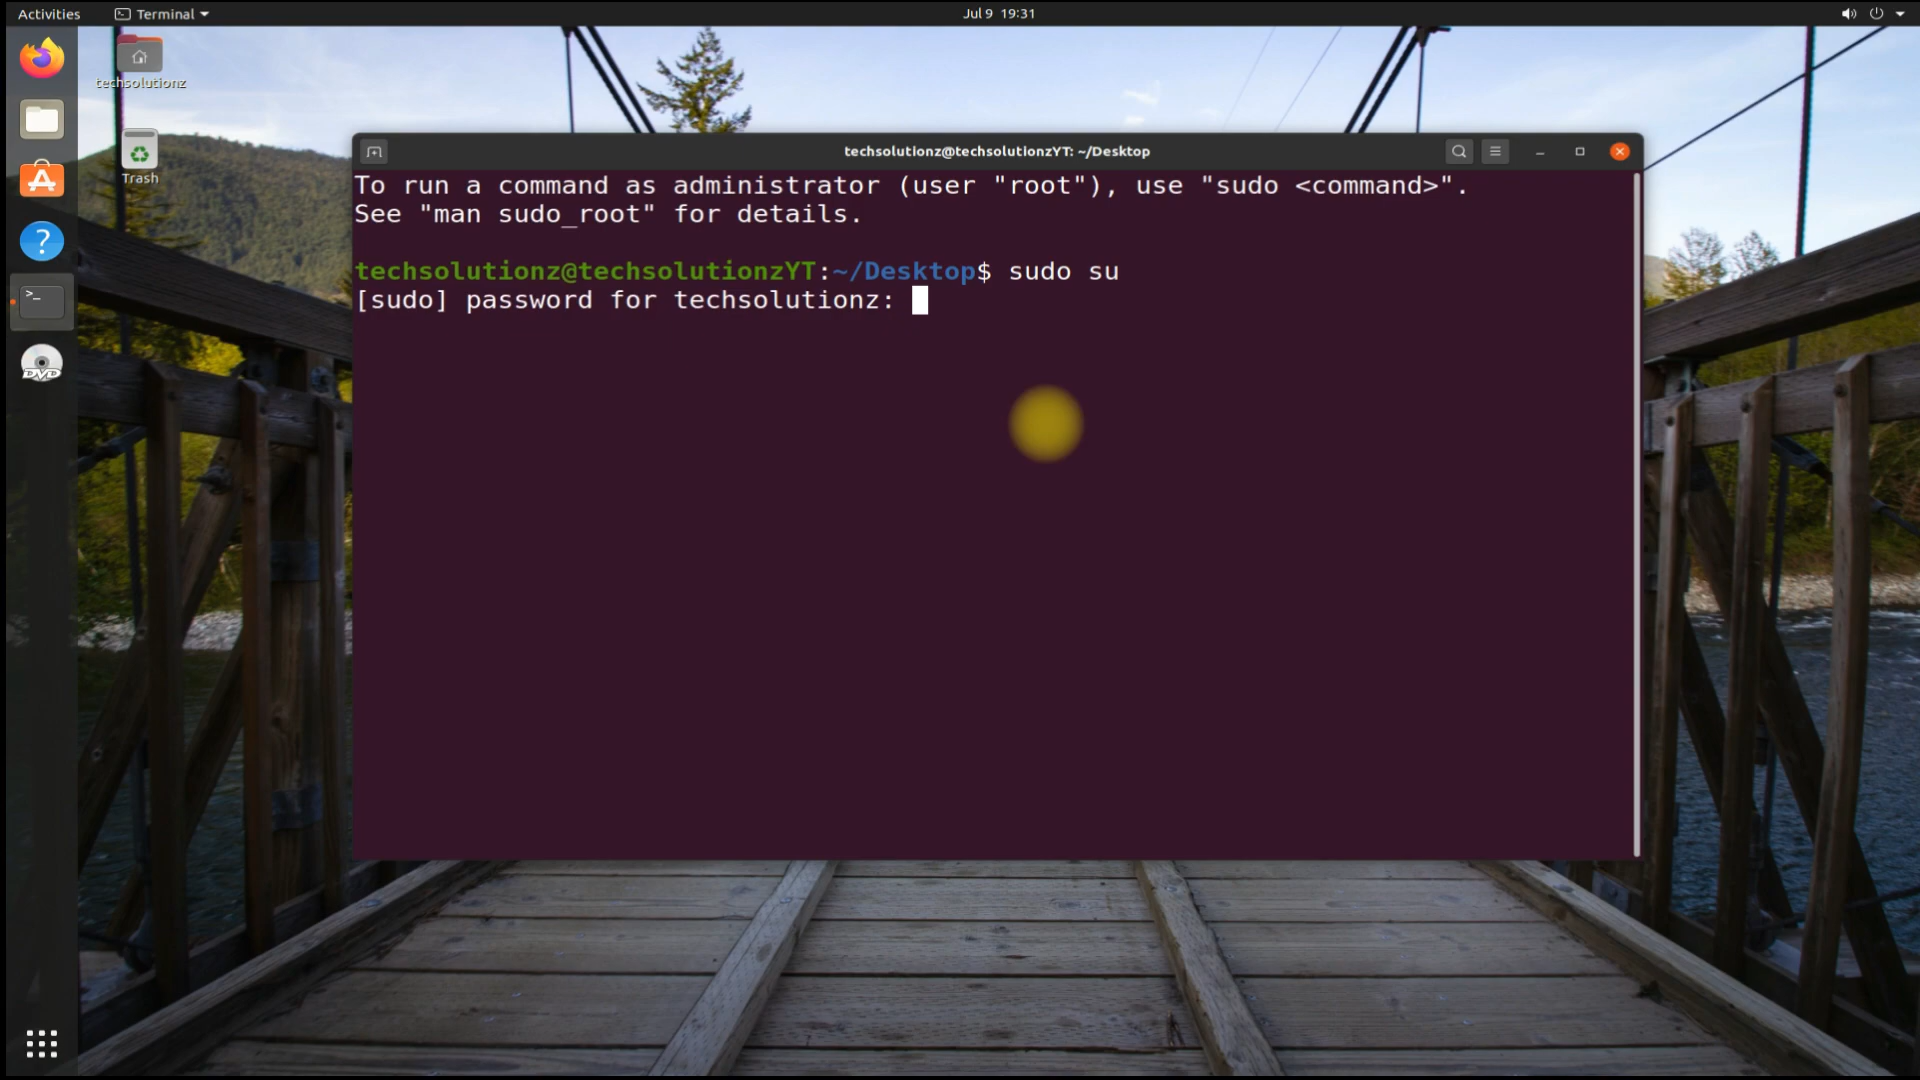 Activities
Terminal
Jul 9 19:31
techsolutionz
Trash
DVD
techsolutionz@techsolutionzYT: ~/Desktop
To run a command as administrator (user "root"), use "sudo <command>".
See "man sudo_root" for details.
techsolutionz@techsolutionzYT:~/Desktop$ sudo su
[sudo] password for techsolutionz: